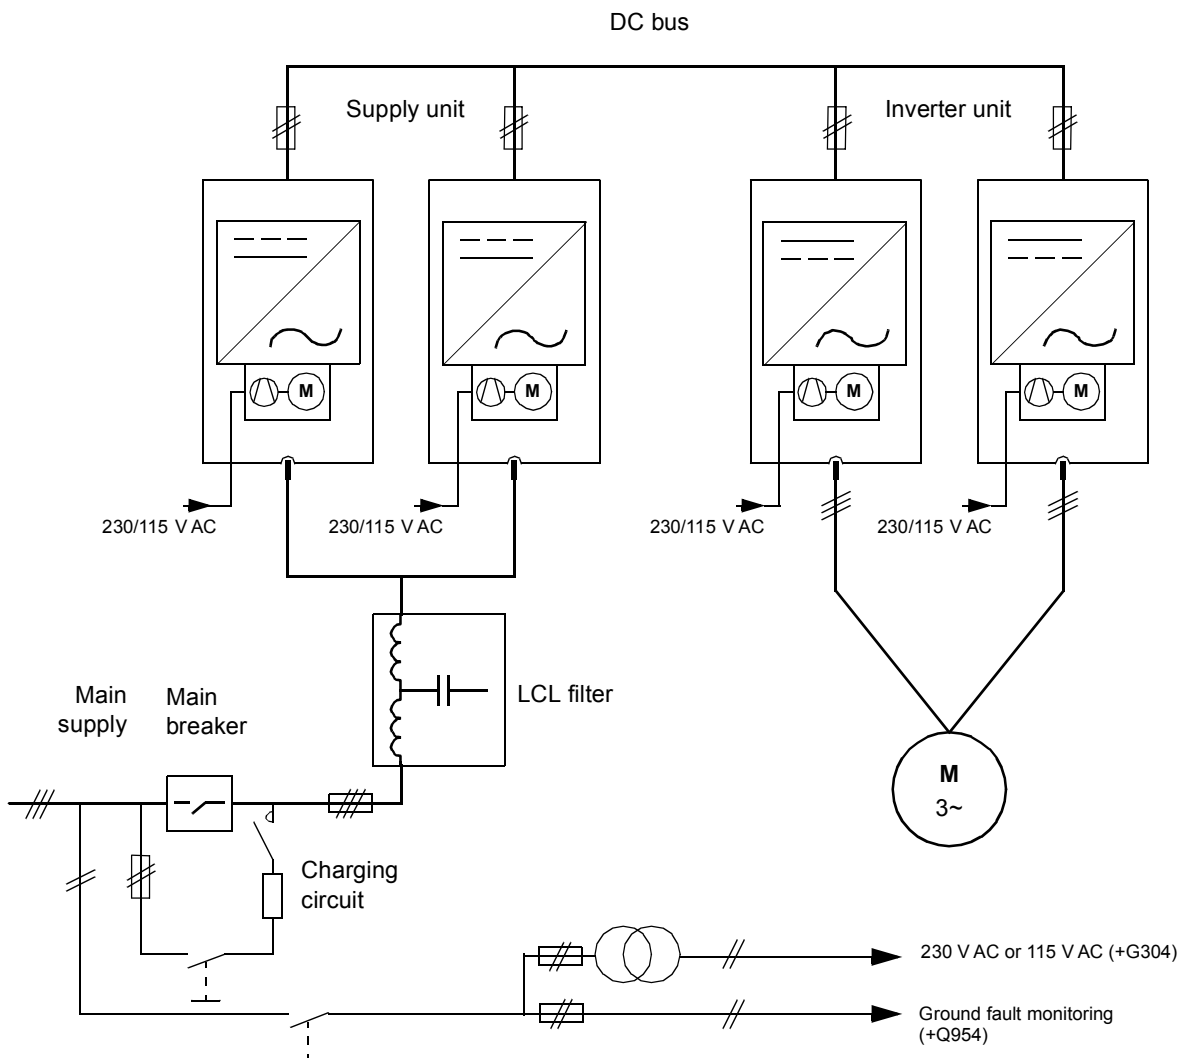 DC bus
Supply unit
Inverter unit
M
M
M
M
230/115 V AC
230/115 V AC
230/115 V AC
230/115 V AC
LCL filter
Main
supply
Main
breaker
M
3~
Charging
circuit
230 V AC or 115 V AC (+G304)
Ground fault monitoring
(+Q954)